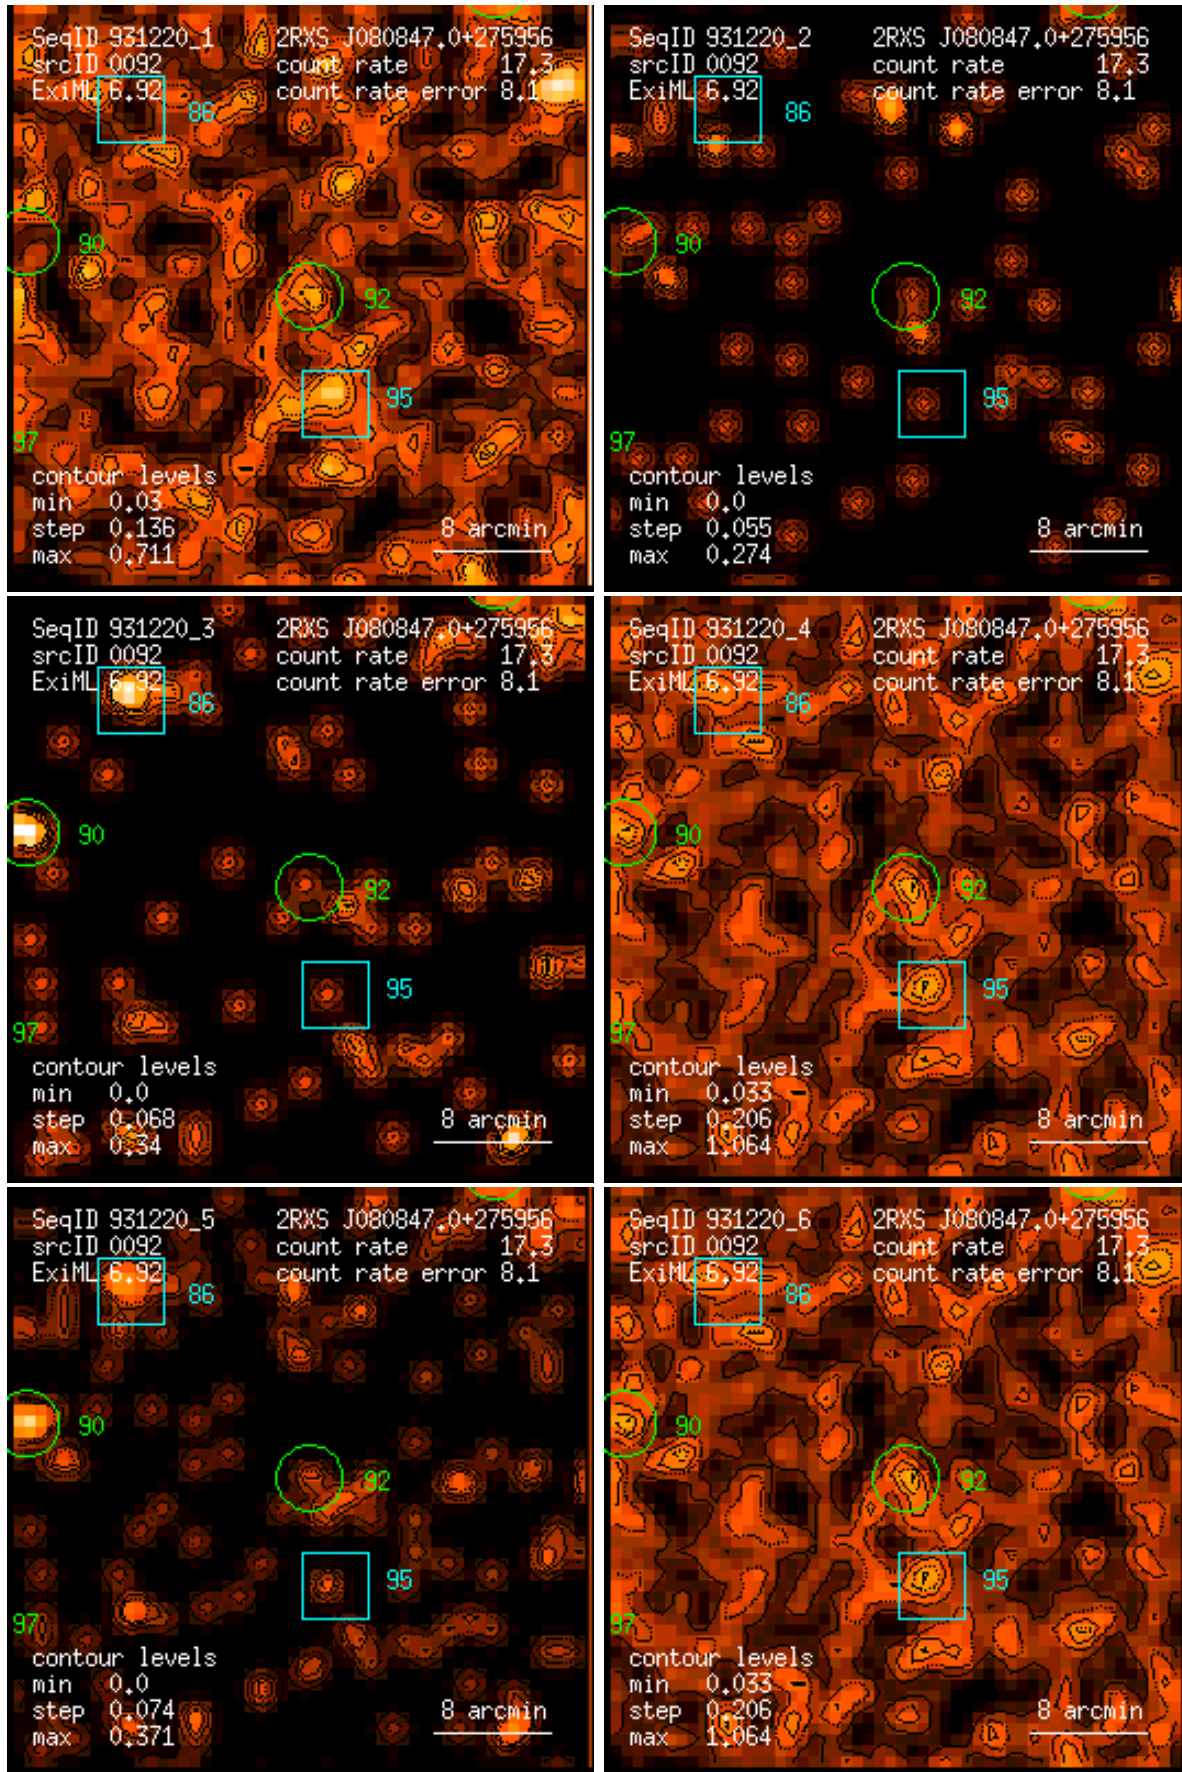 SeqID 931220_1 2RXS J080847.0+275956
srcID 0092 count rate 17.3
ExiML 6.92 count rate error 8.1
86
90
92
95
97
contour levels
min 0.03
step 0.136 8 arcmin
max 0.711
SeqID 931220_2 2RXS J080847.0+275956
srcID 0092 count rate 17.3
ExiML 6.92 count rate error 8.1
86
90
92
95
97
contour levels
min 0.0
step 0.055 8 arcmin
max 0.274
SeqID 931220_3 2RXS J080847.0+275956
srcID 0092 count rate 17.3
ExiML 6.92 count rate error 8.1
86
90
92
95
97
contour levels
min 0.0
step 0.068 8 arcmin
max 0.34
SeqID 931220_4 2RXS J080847.0+275956
srcID 0092 count rate 17.3
ExiML 6.92 count rate error 8.1
86
90
92
95
97
contour levels
min 0.033
step 0.206 8 arcmin
max 1.064
SeqID 931220_5 2RXS J080847.0+275956
srcID 0092 count rate 17.3
ExiML 6.92 count rate error 8.1
86
90
92
95
97
contour levels
min 0.0
step 0.074 8 arcmin
max 0.371
SeqID 931220_6 2RXS J080847.0+275956
srcID 0092 count rate 17.3
ExiML 6.92 count rate error 8.1
86
90
92
95
97
contour levels
min 0.033
step 0.206 8 arcmin
max 1.064